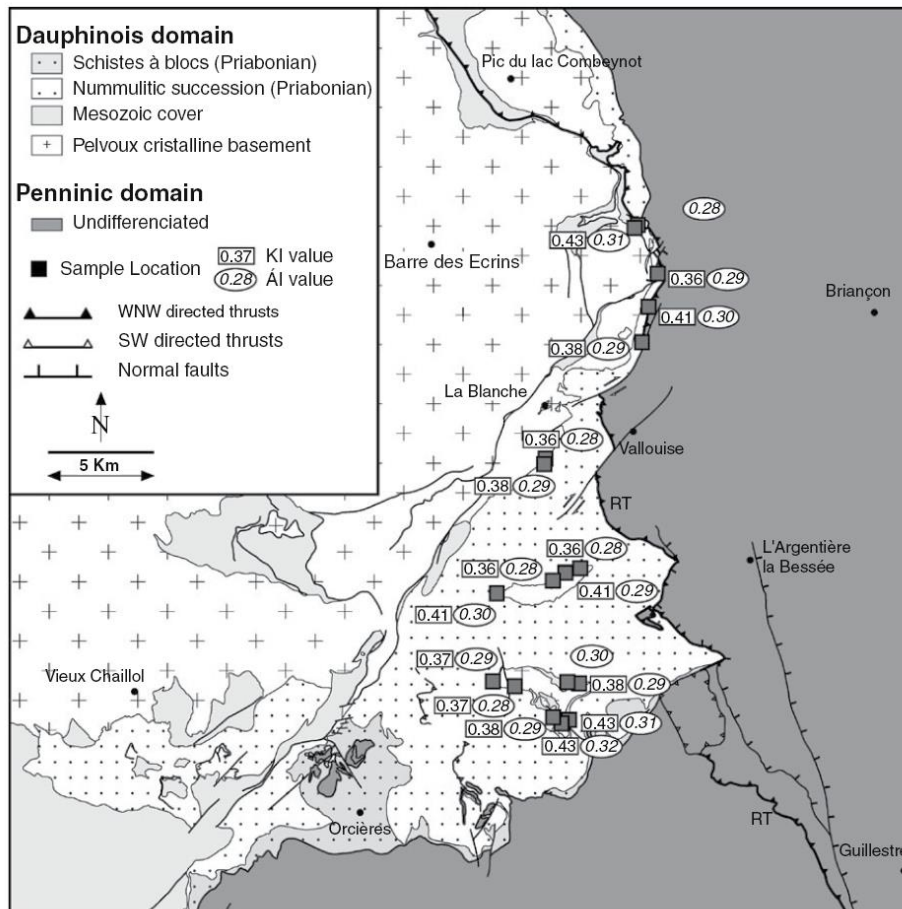 Dauphinois domain
Schistes à blocs (Priabonian)
Nummulitic succession (Priabonian)
Mesozoic cover
Pelvoux cristalline basement
Penninic domain
Undifferenciated
Sample Location
0.37 KI value
0.28 ÁI value
WNW directed thrusts
SW directed thrusts
Normal faults
N
5 Km
Pic du lac Combeynot
0.28
0.43 0.31
Barre des Ecrins
0.36 0.29
Briançon
0.41 0.30
0.38 0.29
La Blanche
0.36 0.28
Vallouise
0.38 0.29
RT
0.36 0.28
L'Argentière
la Bessée
0.36 0.28
0.41 0.29
0.41 0.30
0.37 0.29
0.30
0.38 0.29
Vieux Chaillol
0.37 0.28
0.43 0.31
0.38 0.29
0.43 0.32
Orcières
RT
Guillestre